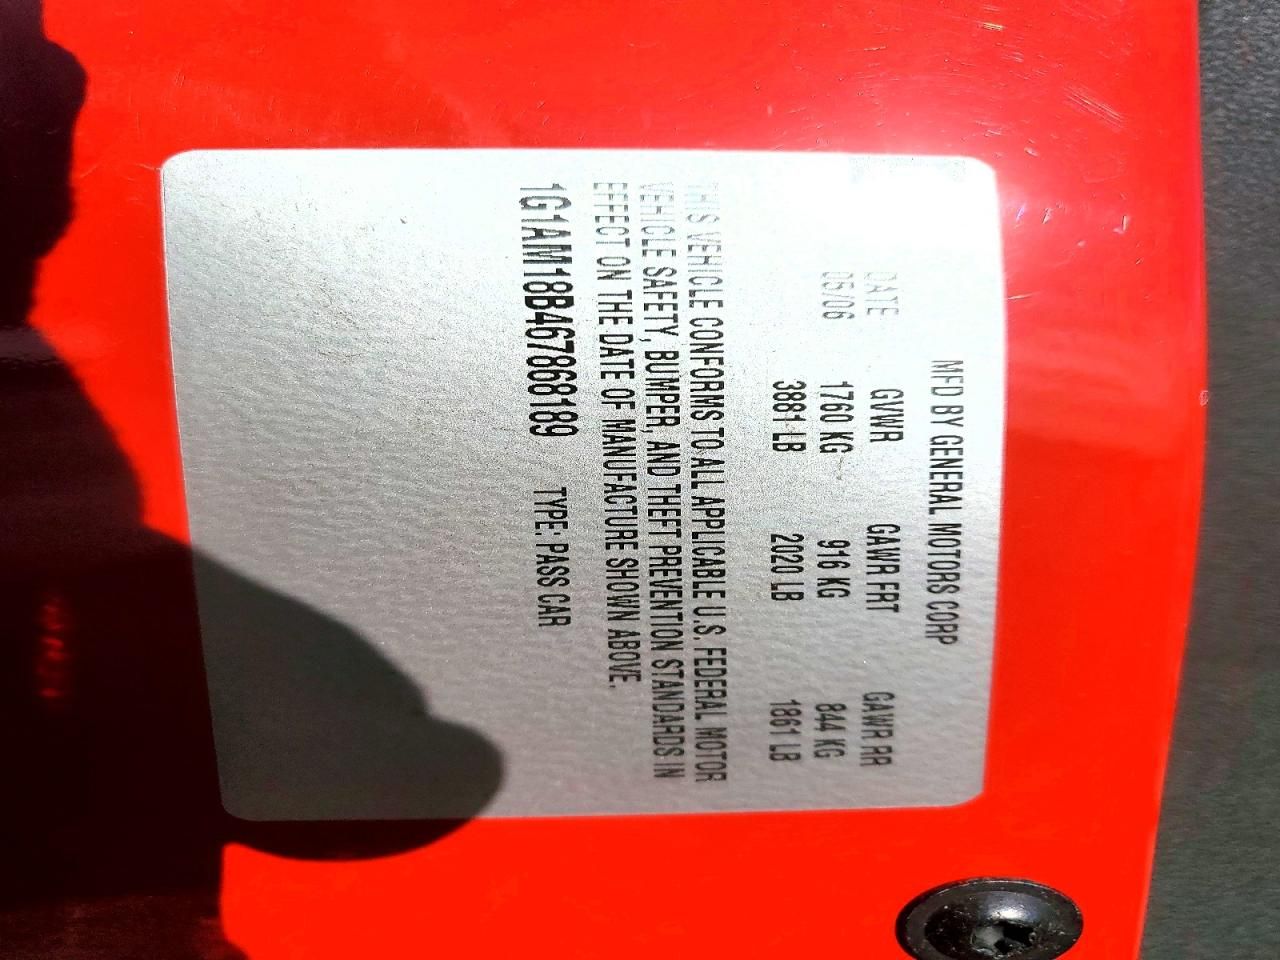 MFD BY GENERAL MOTORS CORP
DATE GVWR GAWR FRT GAWR RR
05/06 1760 KG 916 KG 844 KG
3881 LB 2020 LB 1861 LB
THIS VEHICLE CONFORMS TO ALL APPLICABLE U.S. FEDERAL MOTOR
VEHICLE SAFETY, BUMPER, AND THEFT PREVENTION STANDARDS IN
EFFECT ON THE DATE OF MANUFACTURE SHOWN ABOVE.
1G1AM18B467868189 TYPE: PASS CAR